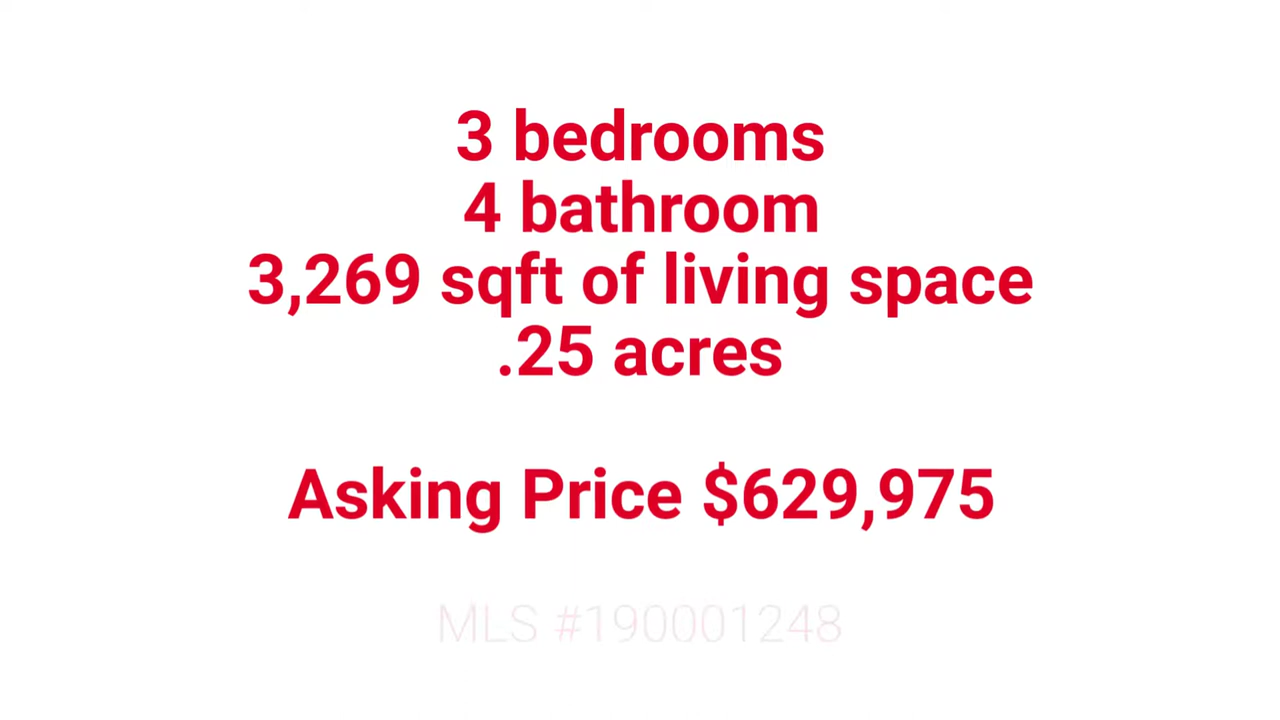 3 bedrooms
4 bathroom
3,269 sqft of living space
.25 acres
Asking Price $629,975
MLS #190001248